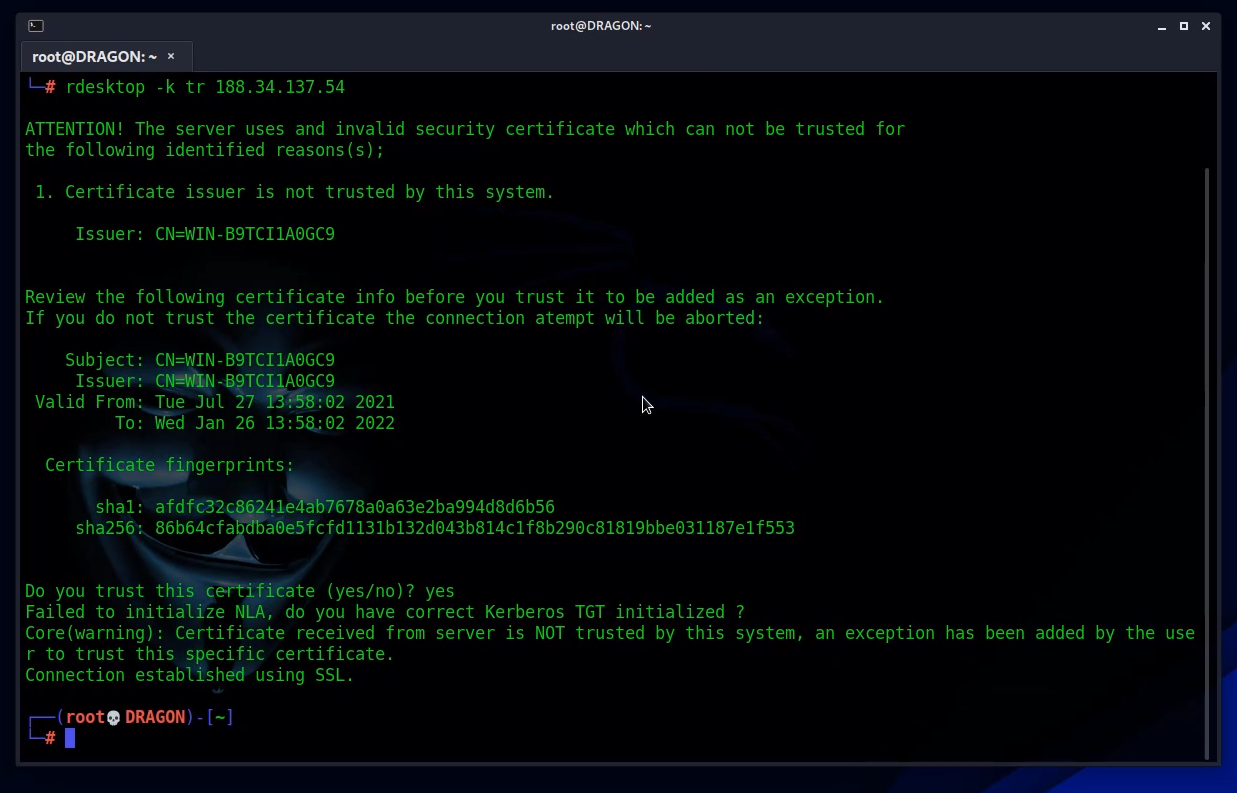 root@DRAGON: ~
root@DRAGON: ~ ×
└─# rdesktop -k tr 188.34.137.54
ATTENTION! The server uses and invalid security certificate which can not be trusted for
the following identified reasons(s);
1. Certificate issuer is not trusted by this system.
Issuer: CN=WIN-B9TCI1A0GC9
Review the following certificate info before you trust it to be added as an exception.
If you do not trust the certificate the connection atempt will be aborted:
Subject: CN=WIN-B9TCI1A0GC9
Issuer: CN=WIN-B9TCI1A0GC9
Valid From: Tue Jul 27 13:58:02 2021
To: Wed Jan 26 13:58:02 2022
Certificate fingerprints:
sha1: afdfc32c86241e4ab7678a0a63e2ba994d8d6b56
sha256: 86b64cfabdba0e5fcfd1131b132d043b814c1f8b290c81819bbe031187e1f553
Do you trust this certificate (yes/no)? yes
Failed to initialize NLA, do you have correct Kerberos TGT initialized ?
Core(warning): Certificate received from server is NOT trusted by this system, an exception has been added by the use
r to trust this specific certificate.
Connection established using SSL.
┌──(root💀DRAGON)-[~]
└─#